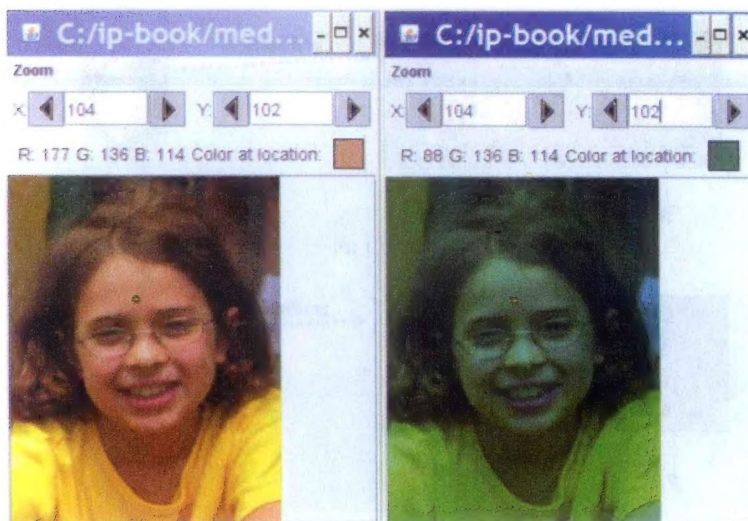 C:/ip-book/med...
Zoom
X: 104 Y: 102
R: 177 G: 136 B: 114 Color at location:
C:/ip-book/med...
Zoom
X: 104 Y: 102
R: 88 G: 136 B: 114 Color at location: